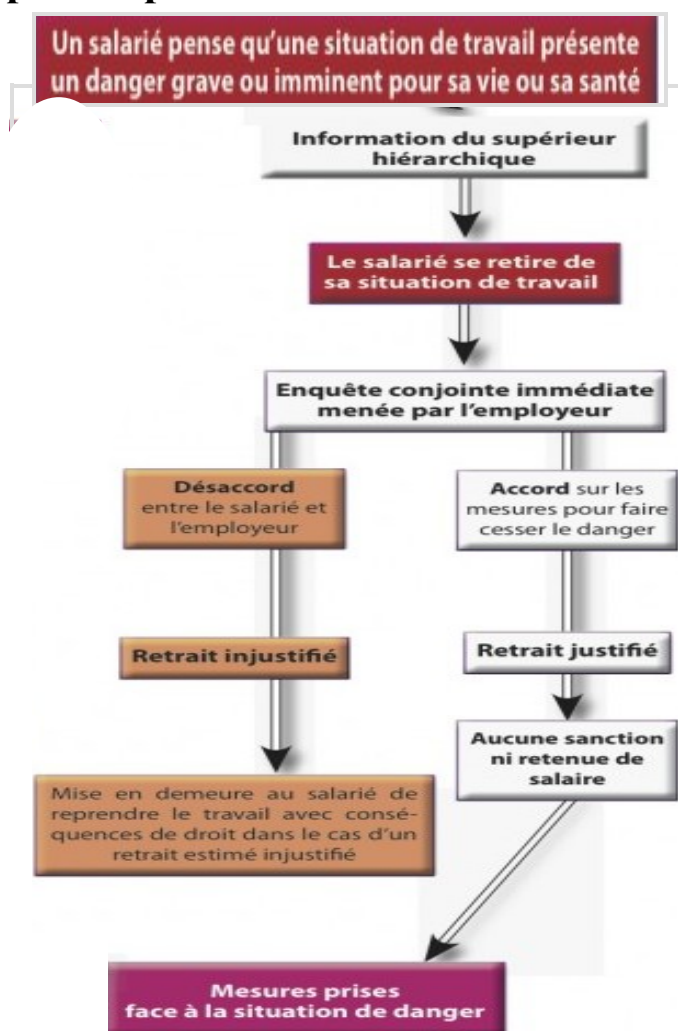 Un salarié pense qu'une situation de travail présente
un danger grave ou imminent pour sa vie ou sa santé
Information du supérieur
hiérarchique
Le salarié se retire de
sa situation de travail
Enquête conjointe immédiate
menée par l'employeur
Désaccord
entre le salarié et
l'employeur
Accord sur les
mesures pour faire
cesser le danger
Retrait injustifié
Retrait justifié
Aucune sanction
ni retenue de
salaire
Mise en demeure au salarié de
reprendre le travail avec consé-
quences de droit dans le cas d'un
retrait estimé injustifié
Mesures prises
face à la situation de danger